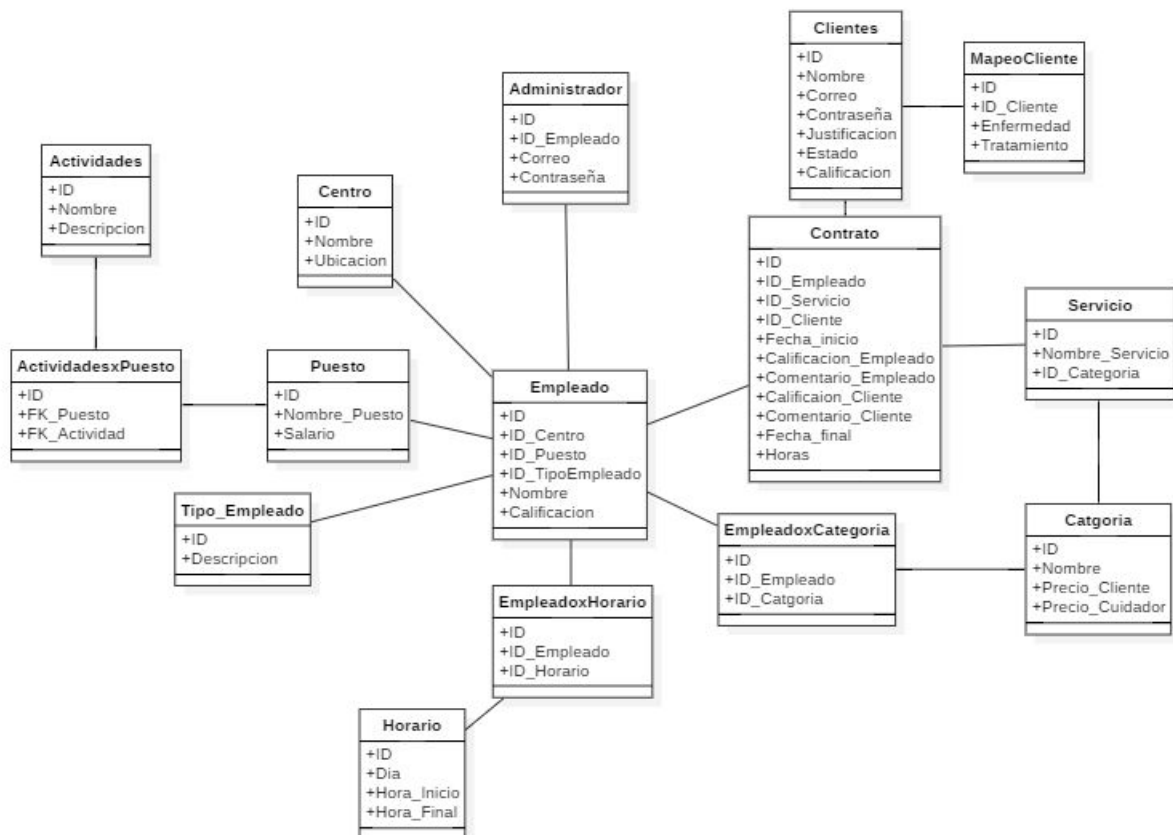 Clientes
+ID
+Nombre
+Correo
+Contraseña
+Justificacion
+Estado
+Calificacion
MapeoCliente
+ID
+ID_Cliente
+Enfermedad
+Tratamiento
Administrador
+ID
+ID_Empleado
+Correo
+Contraseña
Actividades
+ID
+Nombre
+Descripcion
Centro
+ID
+Nombre
+Ubicacion
Contrato
+ID
+ID_Empleado
+ID_Servicio
+ID_Cliente
+Fecha_inicio
+Calificacion_Empleado
+Comentario_Empleado
+Califiacion_Cliente
+Comentario_Cliente
+Fecha_final
+Horas
Servicio
+ID
+Nombre_Servicio
+ID_Categoria
ActividadesxPuesto
+ID
+FK_Puesto
+FK_Actividad
Puesto
+ID
+Nombre_Puesto
+Salario
Empleado
+ID
+ID_Centro
+ID_Puesto
+ID_TipoEmpleado
+Nombre
+Calificacion
Tipo_Empleado
+ID
+Descripcion
EmpleadoxCategoria
+ID
+ID_Empleado
+ID_Catgoria
Catgoria
+ID
+Nombre
+Precio_Cliente
+Precio_Cuidador
EmpleadoxHorario
+ID
+ID_Empleado
+ID_Horario
Horario
+ID
+Dia
+Hora_Inicio
+Hora_Final